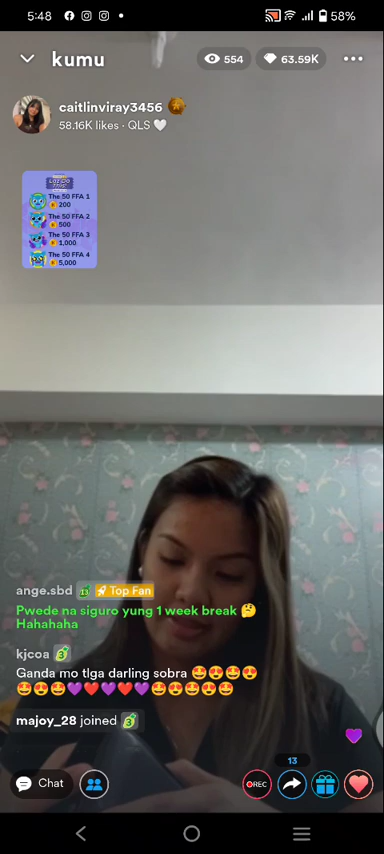 5:48
58%
kumu
554
63.59K
caitlinviray3456
58.16K likes · QLS 🤍
The 50 FFA 1
200
The 50 FFA 2
500
The 50 FFA 3
1,000
The 50 FFA 4
5,000
ange.sbd 13 🚀 Top Fan
Pwede na siguro yung 1 week break 🤔
Hahahaha
kjcoa 3
Ganda mo tlga darling sobra 🤩😍🤩😍
🤩😍🤩💜❤️💜❤️💜🤩😍🤩😍🤩
majoy_28 joined 3
13
Chat
REC